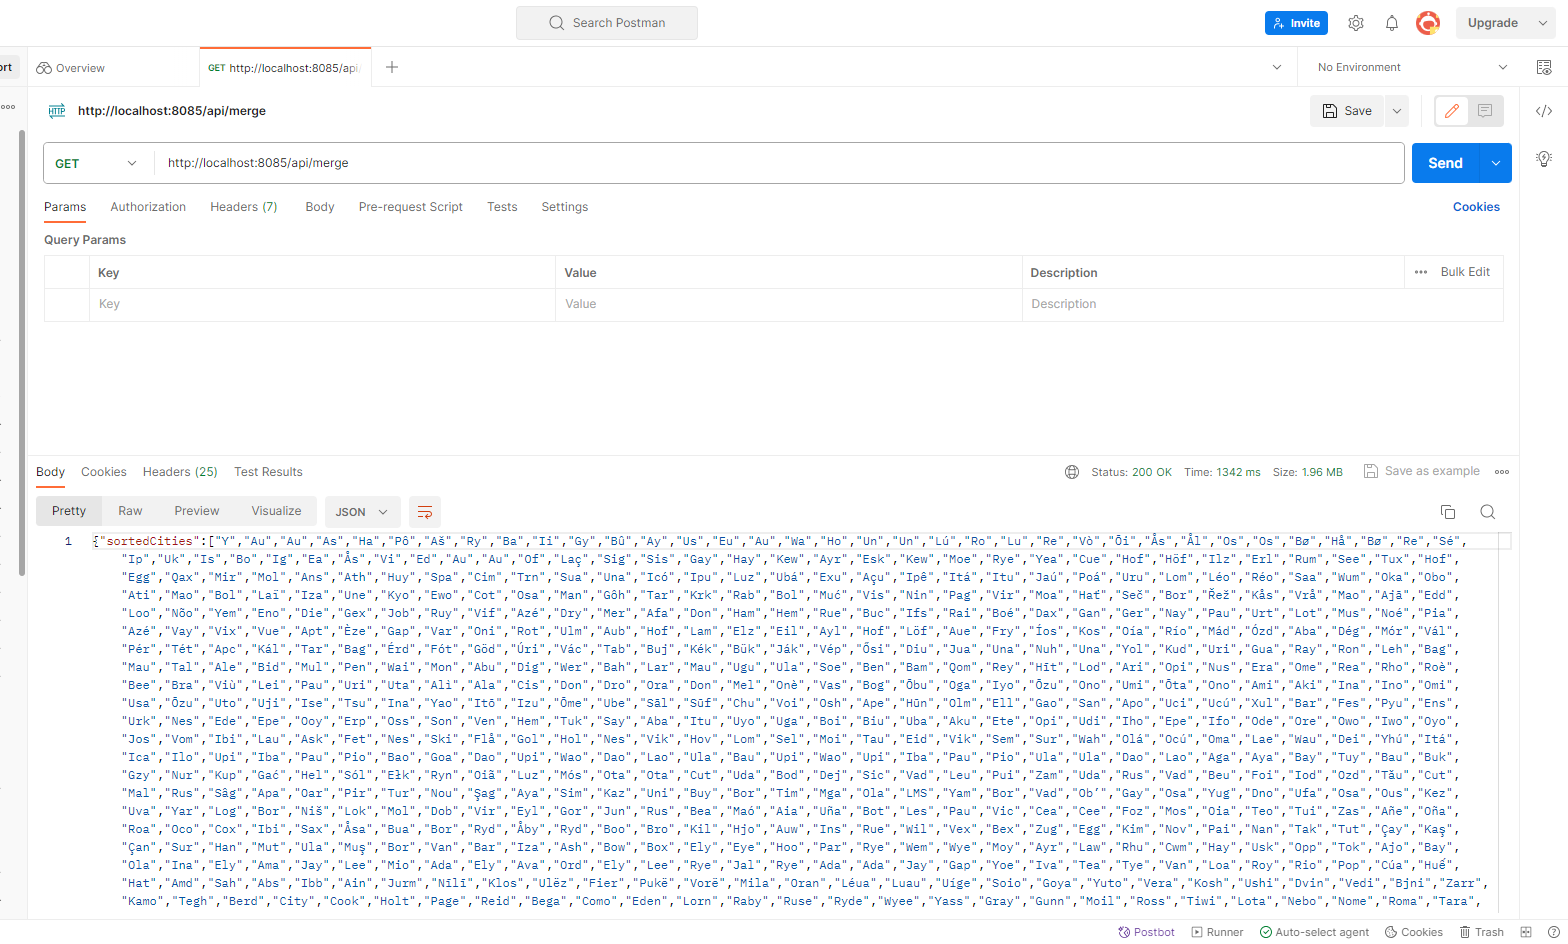 Search Postman
Invite
Upgrade
ort
Overview
GET http://localhost:8085/api/
No Environment
HTTP http://localhost:8085/api/merge
Save
GET http://localhost:8085/api/merge
Send
Params Authorization Headers (7) Body Pre-request Script Tests Settings Cookies
Query Params
Key Value Description Bulk Edit
Key Value Description
Body Cookies Headers (25) Test Results Status: 200 OK Time: 1342 ms Size: 1.96 MB Save as example
Pretty Raw Preview Visualize JSON
1 {"sortedCities":["Y","Au","Au","As","Ha","Pô","Aš","Ry","Ba","Ii","Gy","Bū","Ay","Us","Eu","Au","Wa","Ho","Un","Un","Lú","Ro","Lu","Re","Vò","Ōi","Ås","Ål","Os","Os","Bø","Hå","Bø","Re","Sé",
"Ip","Uk","Is","Bo","Ig","Ea","Ås","Vi","Ed","Au","Au","Of","Laç","Sig","Sis","Gay","Hay","Kew","Ayr","Esk","Kew","Moe","Rye","Yea","Cue","Hof","Höf","Ilz","Erl","Rum","See","Tux","Hof",
"Egg","Qax","Mir","Mol","Ans","Ath","Huy","Spa","Cim","Trn","Sua","Una","Icó","Ipu","Luz","Ubá","Exu","Açu","Ipê","Itá","Itu","Jaú","Poá","Uru","Lom","Léo","Réo","Saa","Wum","Oka","Obo",
"Ati","Mao","Bol","Laï","Iza","Une","Kyo","Ewo","Cot","Osa","Man","Gôh","Tar","Krk","Rab","Bol","Muć","Vis","Nin","Pag","Vir","Moa","Haf","Seč","Bor","Řež","Kås","Vrå","Mao","Ajā","Edd",
"Loo","Nõo","Yem","Eno","Die","Gex","Job","Ruy","Vif","Azé","Dry","Mer","Afa","Don","Ham","Hem","Rue","Buc","Ifs","Rai","Boé","Dax","Gan","Ger","Nay","Pau","Urt","Lot","Mus","Noé","Pia",
"Azé","Vay","Vix","Vue","Apt","Èze","Gap","Var","Oni","Rot","Ulm","Aub","Hof","Lam","Elz","Eil","Ayl","Hof","Löf","Aue","Fry","Íos","Kos","Oía","Río","Mád","Ózd","Aba","Dég","Mór","Vál",
"Pér","Tét","Apc","Kál","Tar","Bag","Érd","Fót","Göd","Úri","Vác","Tab","Buj","Kék","Bük","Ják","Vép","Ősi","Diu","Jua","Una","Nuh","Una","Yol","Kud","Uri","Gua","Ray","Ron","Leh","Bag",
"Mau","Tal","Ale","Bid","Mul","Pen","Wai","Mon","Abu","Dig","Wer","Bah","Lar","Mau","Ugu","Ula","Soe","Ben","Bam","Qom","Rey","Hīt","Lod","Ari","Opi","Nus","Era","Ome","Rea","Rho","Roè",
"Bee","Bra","Viù","Lei","Pau","Uri","Uta","Alì","Ala","Cis","Don","Dro","Ora","Don","Mel","Onè","Vas","Bog","Ōbu","Oga","Iyo","Ōzu","Ono","Umi","Ōta","Ono","Ami","Aki","Ina","Ino","Omi",
"Usa","Ōzu","Uto","Uji","Ise","Tsu","Ina","Yao","Itō","Izu","Ōme","Ube","Sāl","Sūf","Chu","Voi","Osh","Ape","Hŭn","Olm","Ell","Gao","San","Apo","Uci","Ucú","Xul","Bar","Fes","Pyu","Ens",
"Urk","Nes","Ede","Epe","Ooy","Erp","Oss","Son","Ven","Hem","Tuk","Say","Aba","Itu","Uyo","Uga","Boi","Biu","Uba","Aku","Ete","Opi","Udi","Iho","Epe","Ifo","Ode","Ore","Owo","Iwo","Oyo",
"Jos","Vom","Ibi","Lau","Ask","Fet","Nes","Ski","Flå","Gol","Hol","Nes","Vik","Hov","Lom","Sel","Moi","Tau","Eid","Vik","Sem","Sur","Wah","Olá","Ocú","Oma","Lae","Wau","Dei","Yhú","Itá",
"Ica","Ilo","Upi","Iba","Pau","Pio","Bao","Goa","Dao","Upi","Wao","Dao","Lao","Ula","Bau","Upi","Wao","Upi","Iba","Pau","Pio","Ula","Ula","Dao","Lao","Aga","Aya","Bay","Tuy","Bau","Buk",
"Gzy","Nur","Kup","Gać","Hel","Sól","Ełk","Ryn","Oiã","Luz","Mós","Ota","Ota","Cut","Uda","Bod","Dej","Sic","Vad","Leu","Pui","Zam","Uda","Rus","Vad","Beu","Foi","Iod","Ozd","Tău","Cut",
"Mal","Rus","Sâg","Apa","Oar","Pir","Tur","Nou","Şag","Aya","Sim","Kaz","Uni","Buy","Bor","Tim","Mga","Ola","LMS","Yam","Bor","Vad","Ob’","Gay","Osa","Yug","Dno","Ufa","Osa","Ous","Kez",
"Uva","Yar","Log","Bor","Niš","Lok","Mol","Dob","Vir","Eyl","Gor","Jun","Rus","Bea","Maó","Aia","Uña","Bot","Les","Pau","Vic","Cea","Cee","Foz","Mos","Oia","Teo","Tui","Zas","Añe","Oña",
"Roa","Oco","Cox","Ibi","Sax","Åsa","Bua","Bor","Ryd","Åby","Ryd","Boo","Bro","Kil","Hjo","Auw","Ins","Rue","Wil","Vex","Bex","Zug","Egg","Kim","Nov","Pai","Nan","Tak","Tut","Çay","Kaş",
"Çan","Sur","Han","Mut","Ula","Muş","Bor","Van","Bar","Iza","Ash","Bow","Box","Ely","Eye","Hoo","Par","Rye","Wem","Wye","Moy","Ayr","Law","Rhu","Cwm","Hay","Usk","Opp","Tok","Ajo","Bay",
"Ola","Ina","Ely","Ama","Jay","Lee","Mio","Ada","Ely","Ava","Ord","Ely","Lee","Rye","Jal","Rye","Ada","Ada","Jay","Gap","Yoe","Iva","Tea","Tye","Van","Loa","Roy","Rio","Pop","Cúa","Huế",
"Hat","Amd","Sah","Abs","Ibb","Ain","Jurm","Nīlī","Klos","Ulëz","Fier","Pukë","Vorë","Mila","Oran","Léua","Luau","Uíge","Soio","Goya","Yuto","Vera","Kosh","Ushi","Dvin","Vedi","Bjni","Zarr",
"Kamo","Tegh","Berd","City","Cook","Holt","Page","Reid","Bega","Como","Eden","Lorn","Raby","Ruse","Ryde","Wyee","Yass","Gray","Gunn","Moil","Ross","Tiwi","Lota","Nebo","Nome","Roma","Tara",
Postbot Runner Auto-select agent Cookies Trash